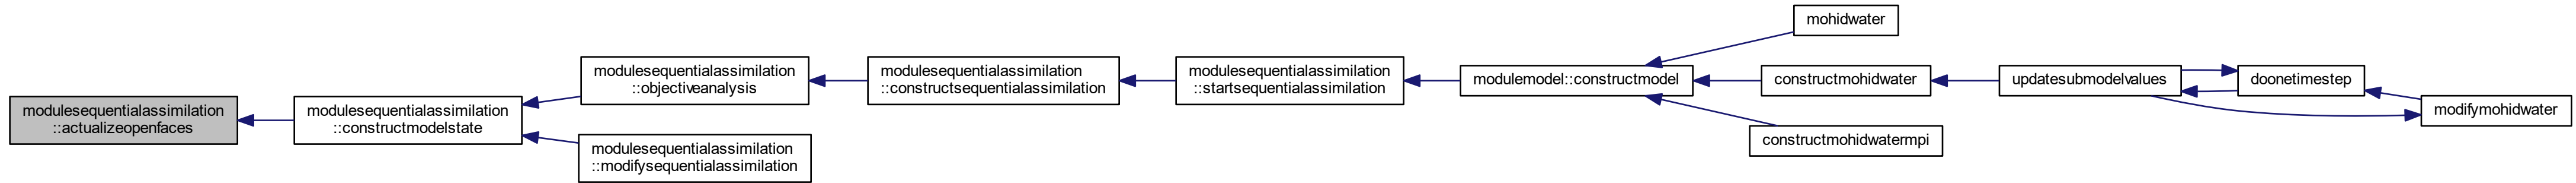 modulesequentialassimilation
::actualizeopenfaces
modulesequentialassimilation
::constructmodelstate
modulesequentialassimilation
::objectiveanalysis
modulesequentialassimilation
::modifysequentialassimilation
modulesequentialassimilation
::constructsequentialassimilation
modulesequentialassimilation
::startsequentialassimilation
modulemodel::constructmodel
mohidwater
constructmohidwater
constructmohidwatermpi
updatesubmodelvalues
doonetimestep
modifymohidwater